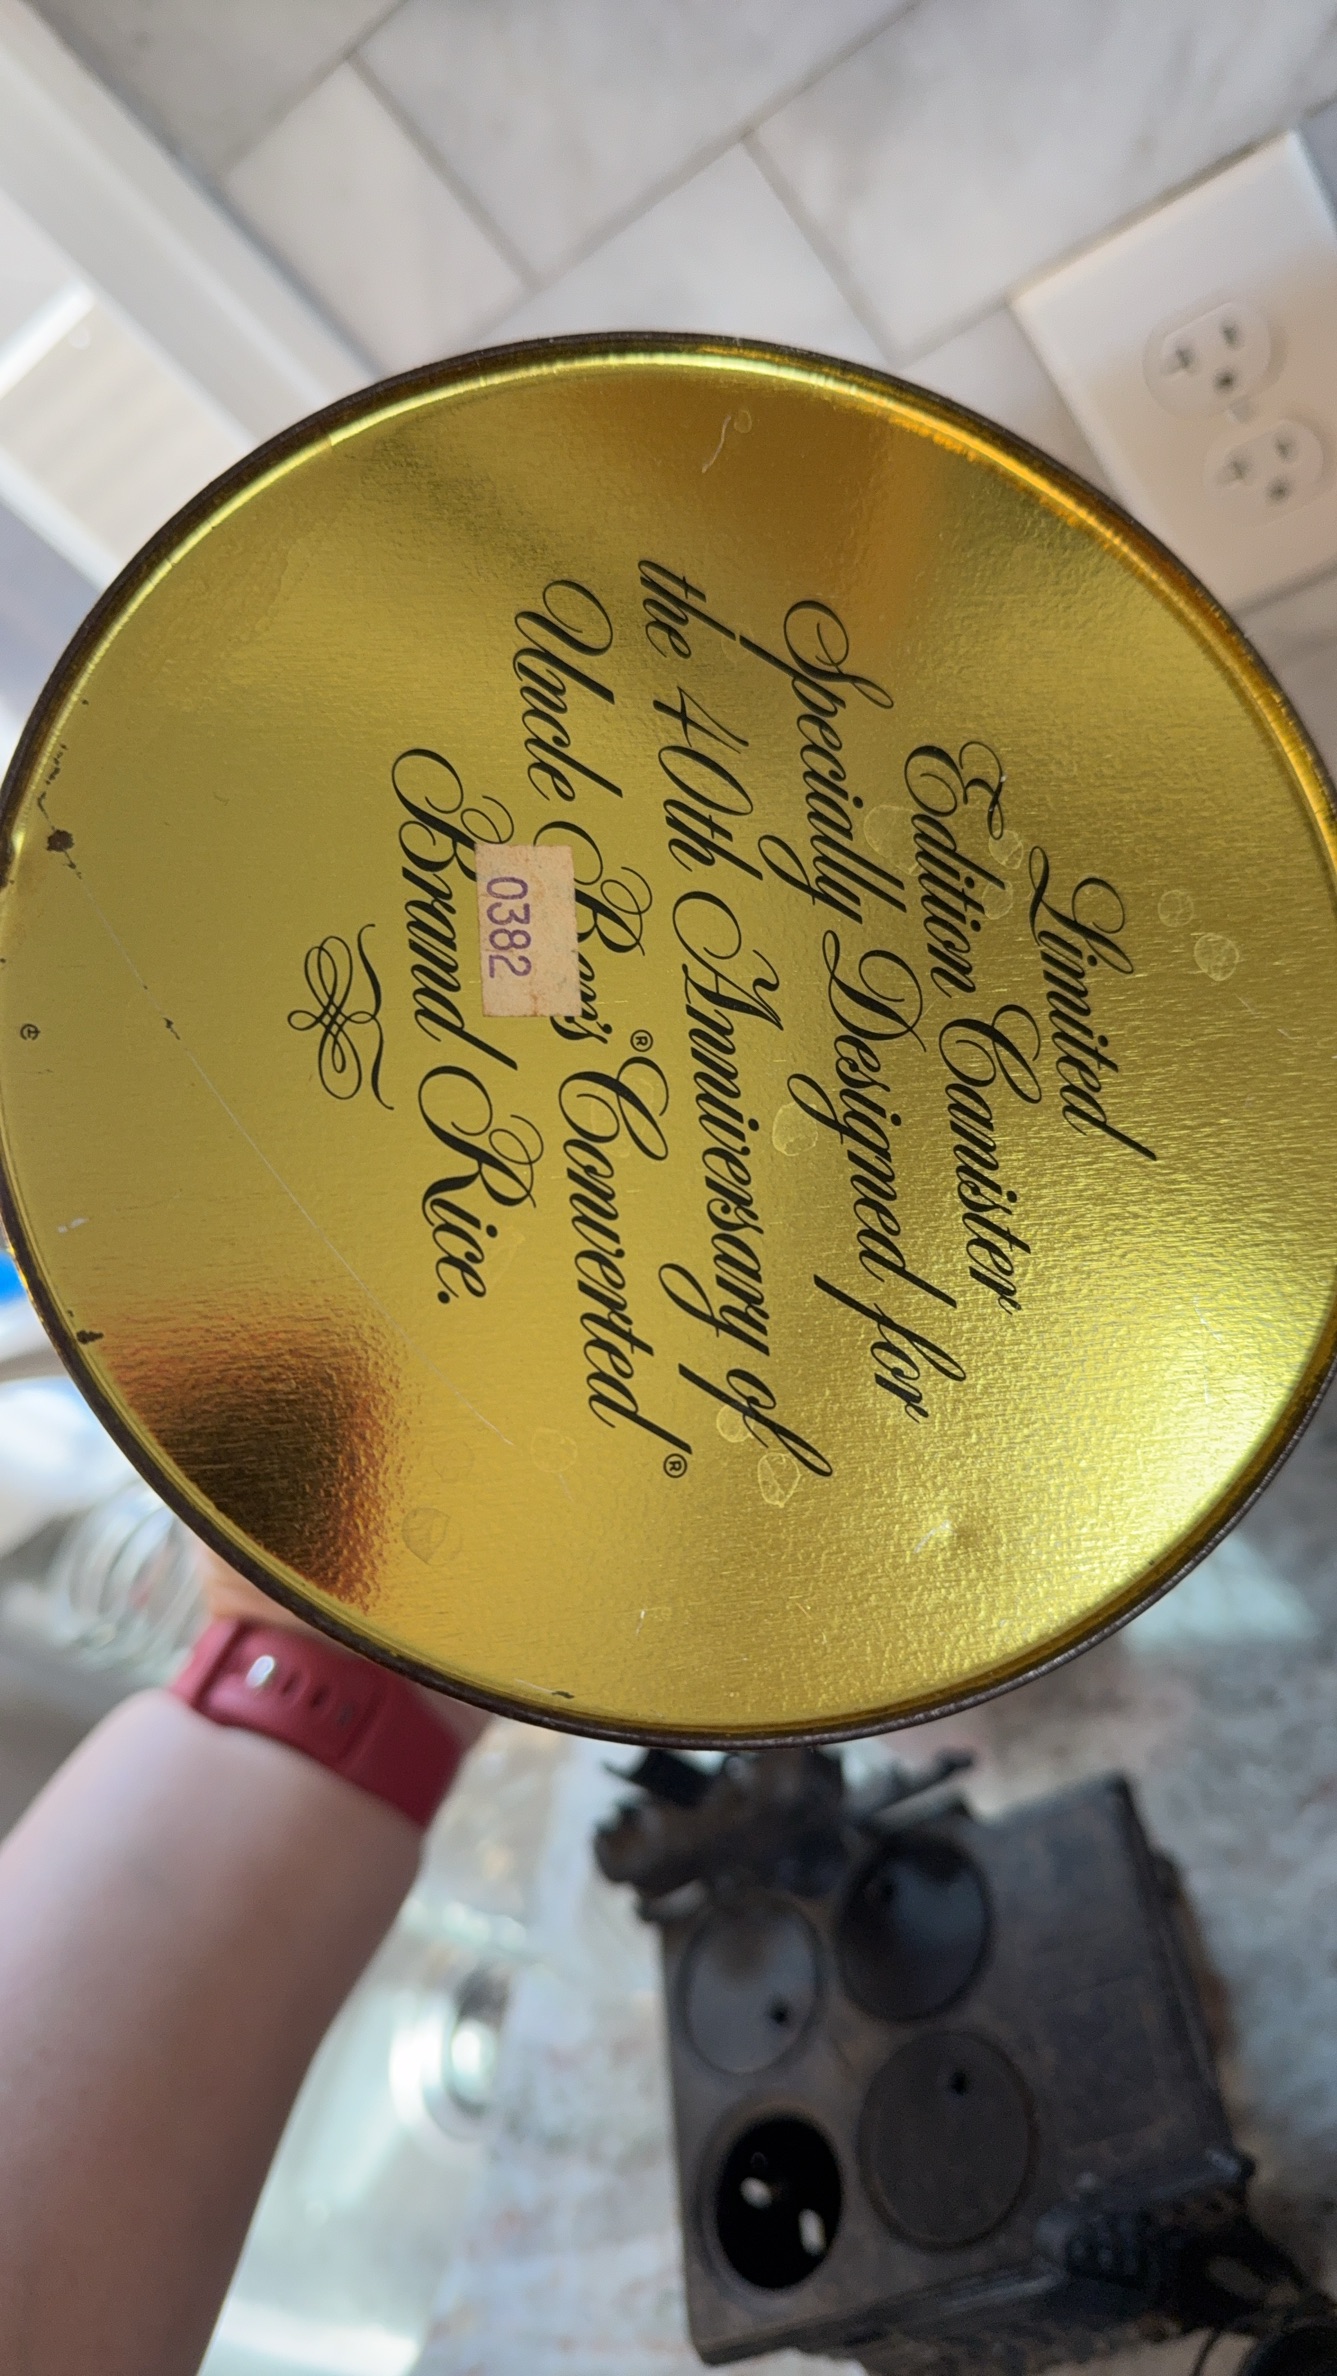 Limited
Edition Canister
Specially Designed for
the 40th Anniversary of
Uncle Ben's® Converted®
Brand Rice.
0382